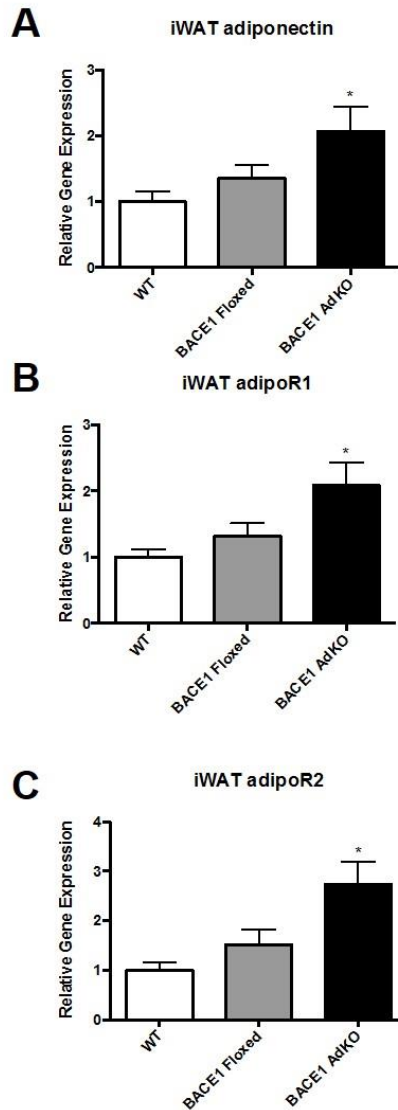 A
iWAT adiponectin
Relative Gene Expression
3
2
1
0
*
WT
BACE1 Floxed
BACE1 AdKO
B
iWAT adipoR1
Relative Gene Expression
3
2
1
0
*
WT
BACE1 Floxed
BACE1 AdKO
C
iWAT adipoR2
Relative Gene Expression
4
3
2
1
0
*
WT
BACE1 Floxed
BACE1 AdKO